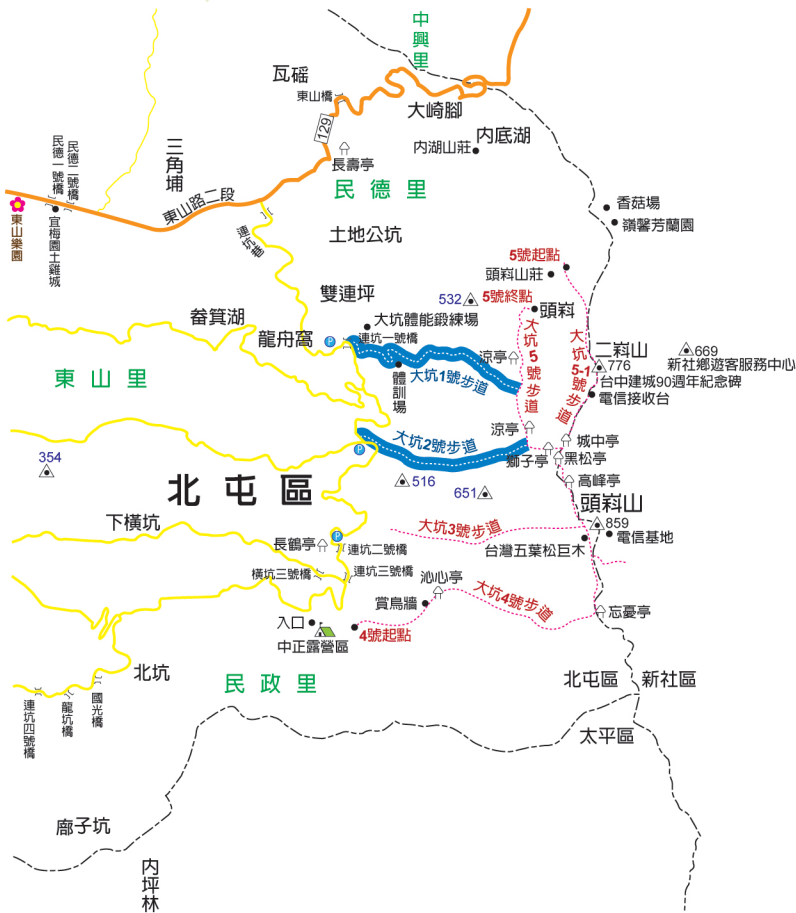 中興里
瓦磘
東山橋
大崎腳
129
內底湖
內湖山莊
長壽亭
三角埔
民德一號橋
民德二號橋
民德里
東山路二段
香菇場
嶺馨芳蘭園
東山樂園
宜梅園土雞城
連坑巷
土地公坑
5號起點
頭嵙山莊
雙連坪
532
5號終點
頭嵙
畚箕湖
大坑體能鍛練場
龍舟窩
P
連坑一號橋
大坑5號步道
大坑5-1號步道
二嵙山
669
新社鄉遊客服務中心
776
台中建城90週年紀念碑
電信接收台
涼亭
東山里
體訓場
大坑1號步道
涼亭
大坑2號步道
城中亭
獅子亭
黑松亭
P
354
516
651
高峰亭
北屯區
頭嵙山
859
下橫坑
大坑3號步道
電信基地
長鶴亭
P
連坑二號橋
台灣五葉松巨木
橫坑三號橋
連坑三號橋
沁心亭
賞鳥牆
大坑4號步道
忘憂亭
入口
4號起點
中正露營區
北坑
民政里
北屯區
新社區
國光橋
龍坑橋
連坑四號橋
太平區
廍子坑
內坪林